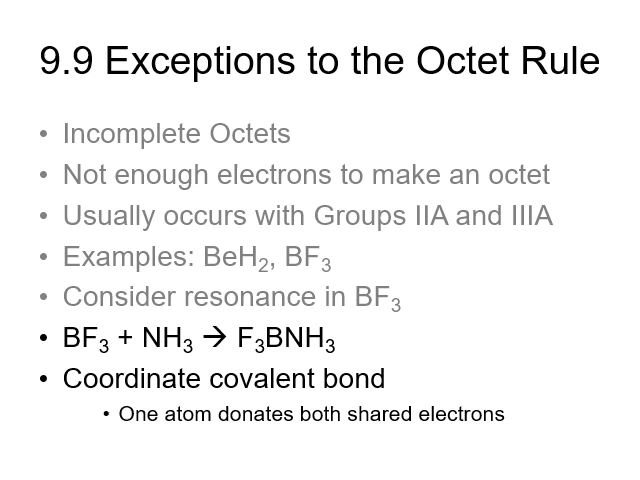 9.9 Exceptions to the Octet Rule
• Incomplete Octets
• Not enough electrons to make an octet
• Usually occurs with Groups IIA and IIIA
• Examples: BeH₂, BF₃
• Consider resonance in BF₃
• BF₃ + NH₃ → F₃BNH₃
• Coordinate covalent bond
• One atom donates both shared electrons